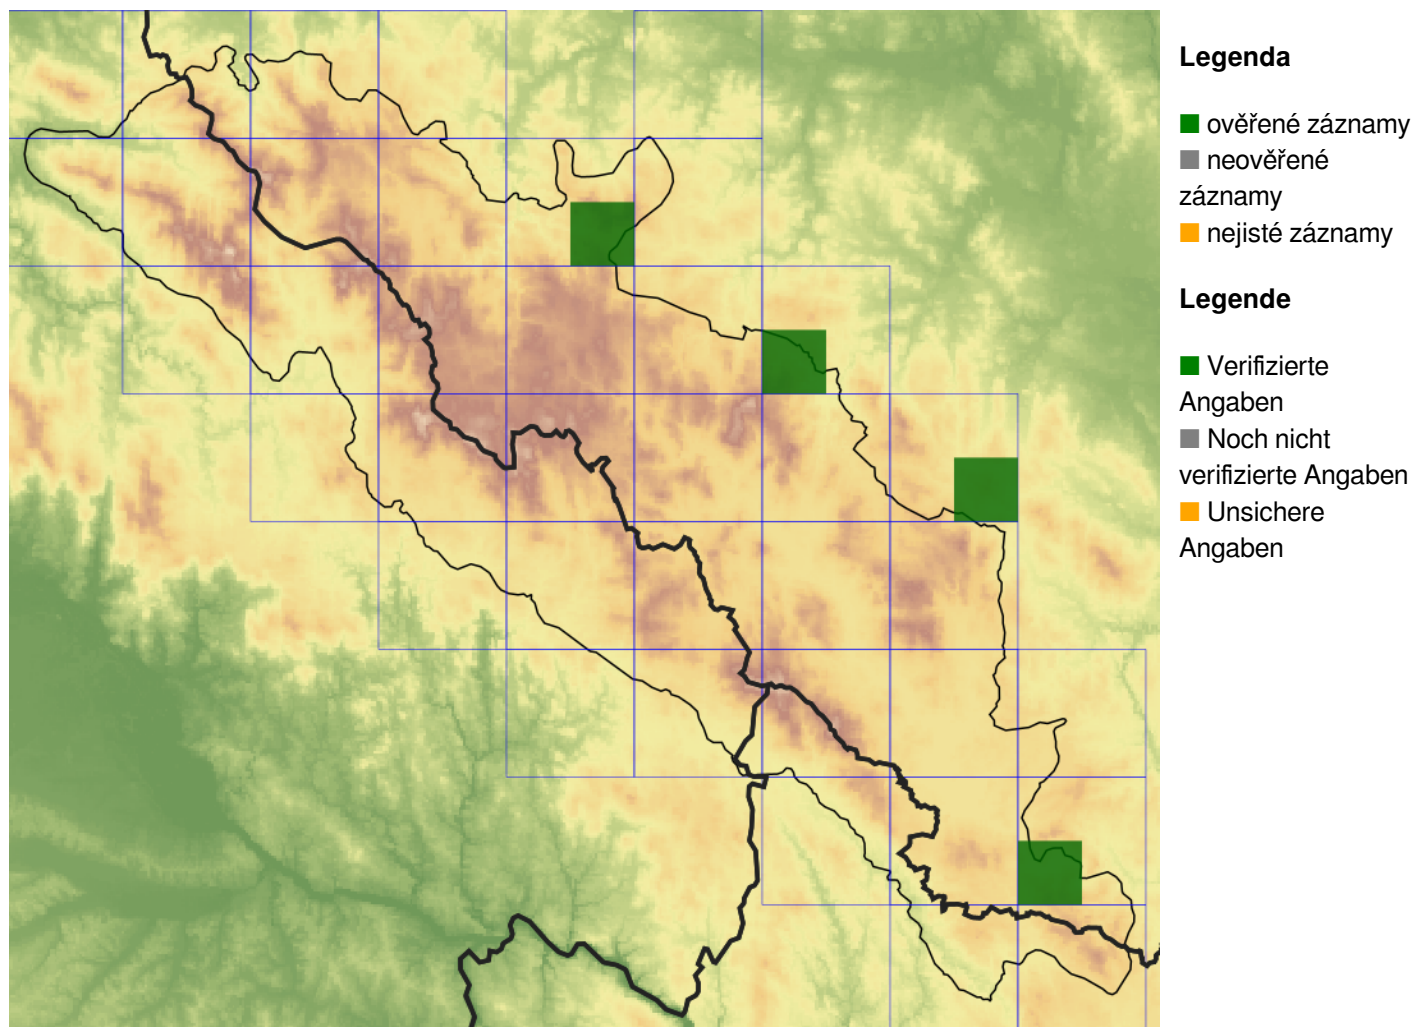 Legenda
ověřené záznamy
neověřené
záznamy
nejisté záznamy
Legende
Verifizierte
Angaben
Noch nicht
verifizierte Angaben
Unsichere
Angaben